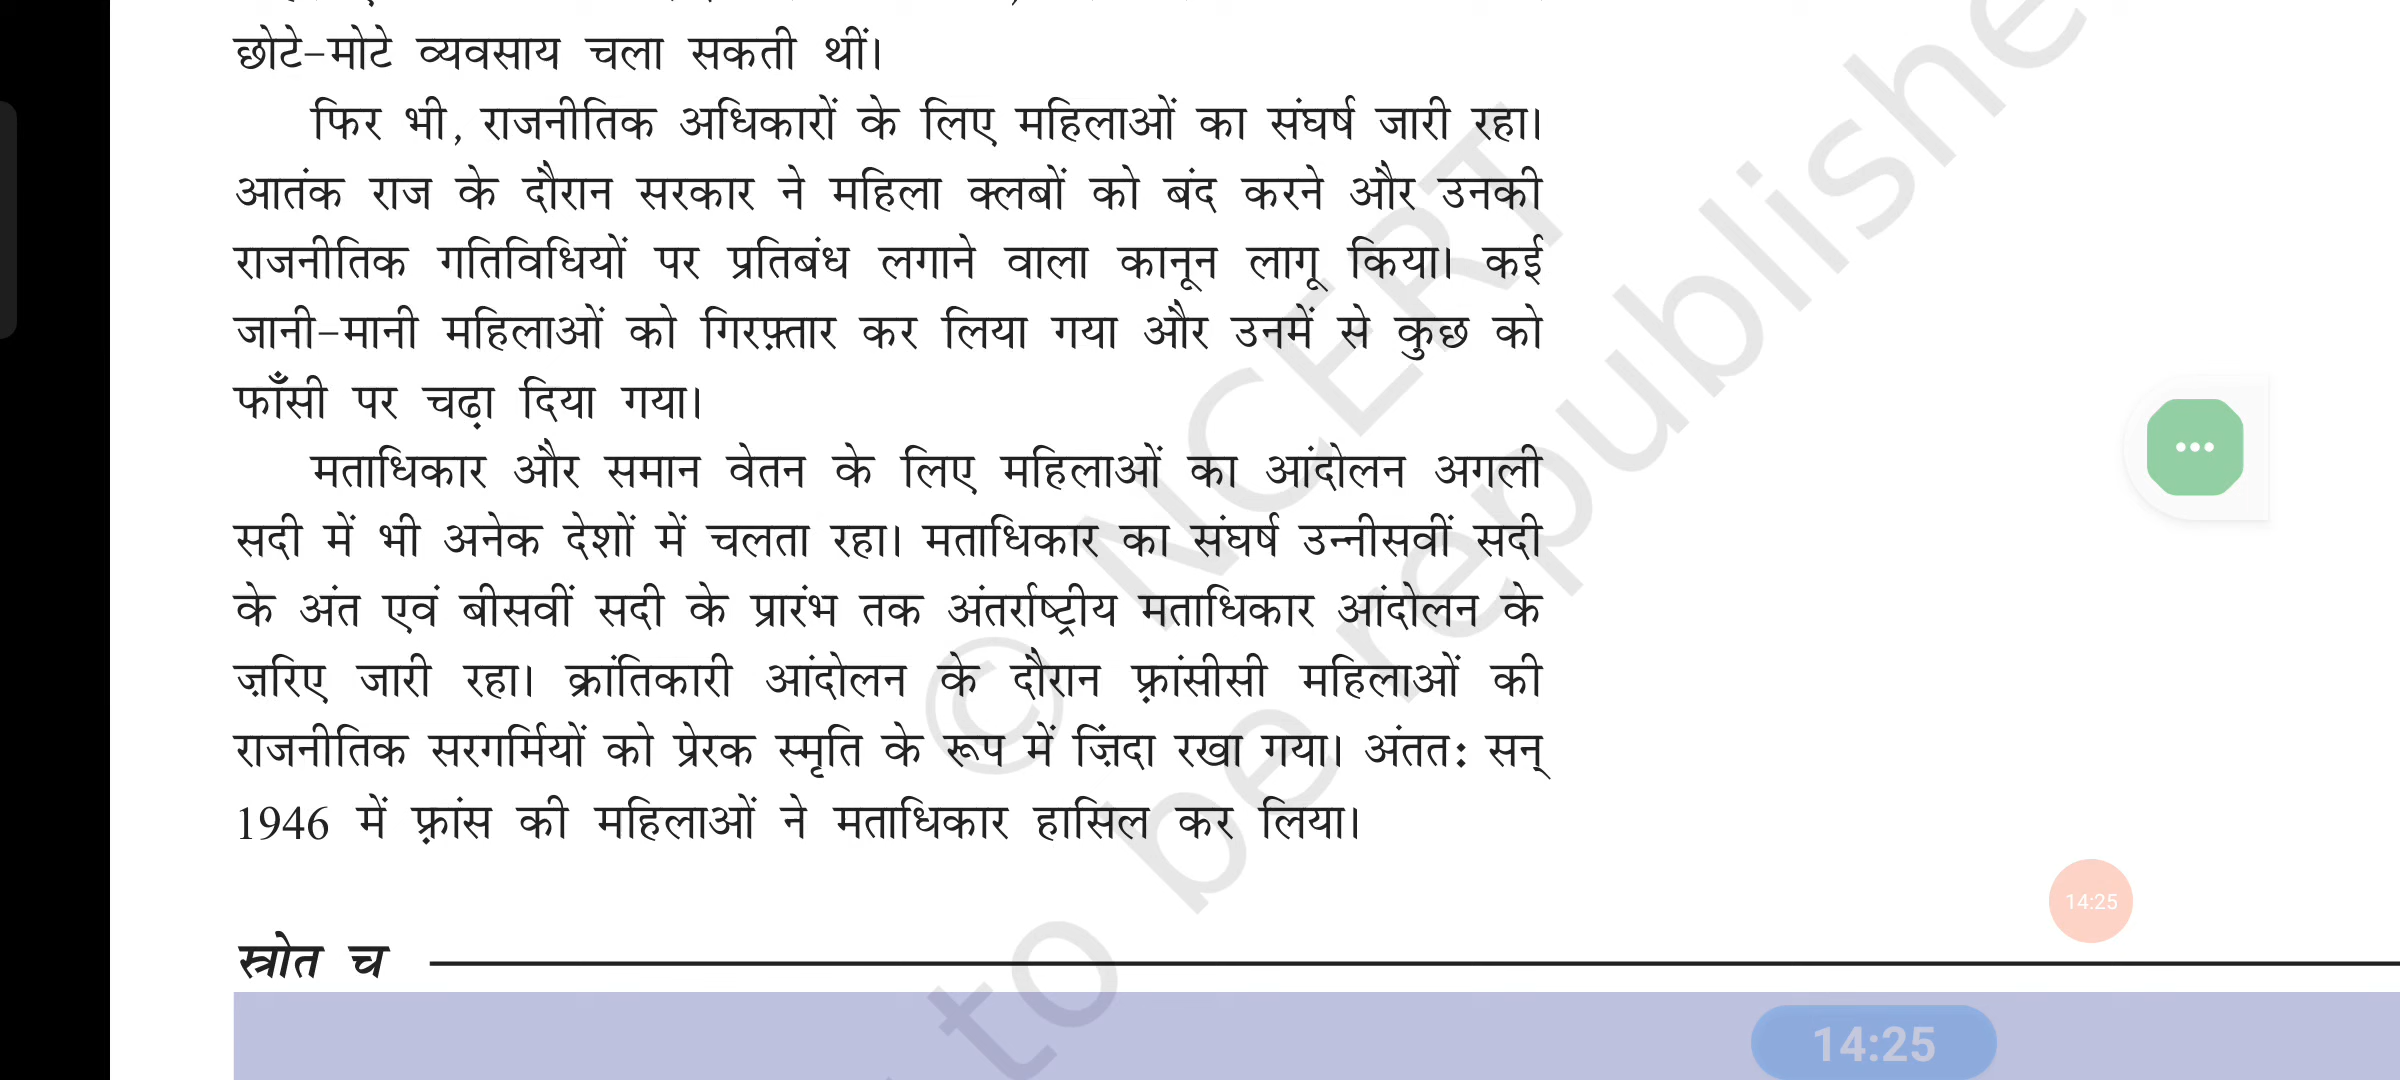 छोटे-मोटे व्यवसाय चला सकती थीं।
फिर भी, राजनीतिक अधिकारों के लिए महिलाओं का संघर्ष जारी रहा।
आतंक राज के दौरान सरकार ने महिला क्लबों को बंद करने और उनकी
राजनीतिक गतिविधियों पर प्रतिबंध लगाने वाला कानून लागू किया। कई
जानी-मानी महिलाओं को गिरफ़्तार कर लिया गया और उनमें से कुछ को
फाँसी पर चढ़ा दिया गया।
मताधिकार और समान वेतन के लिए महिलाओं का आंदोलन अगली
सदी में भी अनेक देशों में चलता रहा। मताधिकार का संघर्ष उन्नीसवीं सदी
के अंत एवं बीसवीं सदी के प्रारंभ तक अंतर्राष्ट्रीय मताधिकार आंदोलन के
ज़रिए जारी रहा। क्रांतिकारी आंदोलन के दौरान फ़्रांसीसी महिलाओं की
राजनीतिक सरगर्मियों को प्रेरक स्मृति के रूप में ज़िंदा रखा गया। अंततः सन्
1946 में फ़्रांस की महिलाओं ने मताधिकार हासिल कर लिया।
स्त्रोत च
© NCERT
to be republishe
14:25
14:25